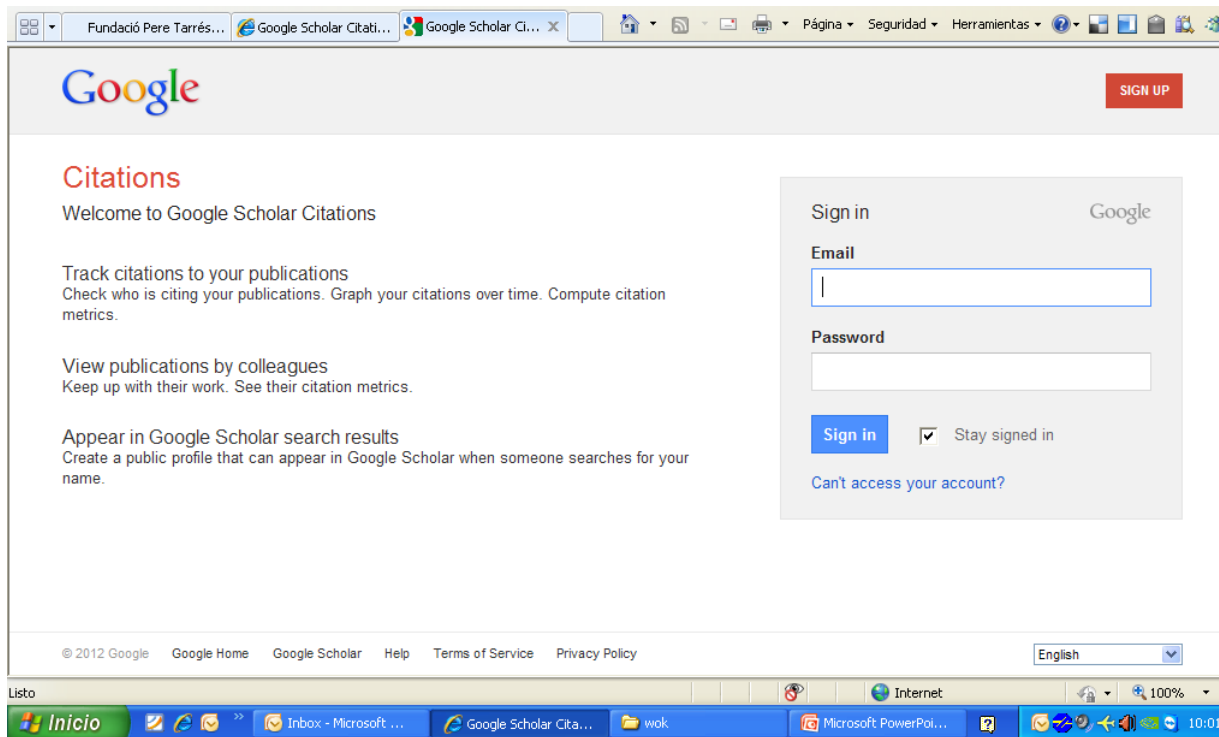 Fundació Pere Tarrés... Google Scholar Citati... Google Scholar Ci... Página Seguridad Herramientas
Google
SIGN UP
Citations
Welcome to Google Scholar Citations
Track citations to your publications
Check who is citing your publications. Graph your citations over time. Compute citation
metrics.
View publications by colleagues
Keep up with their work. See their citation metrics.
Appear in Google Scholar search results
Create a public profile that can appear in Google Scholar when someone searches for your
name.
Sign in Google
Email
Password
Sign in Stay signed in
Can't access your account?
© 2012 Google Google Home Google Scholar Help Terms of Service Privacy Policy English
Listo Internet 100%
Inicio » Inbox - Microsoft ... Google Scholar Cita... wok Microsoft PowerPoi... 10:01